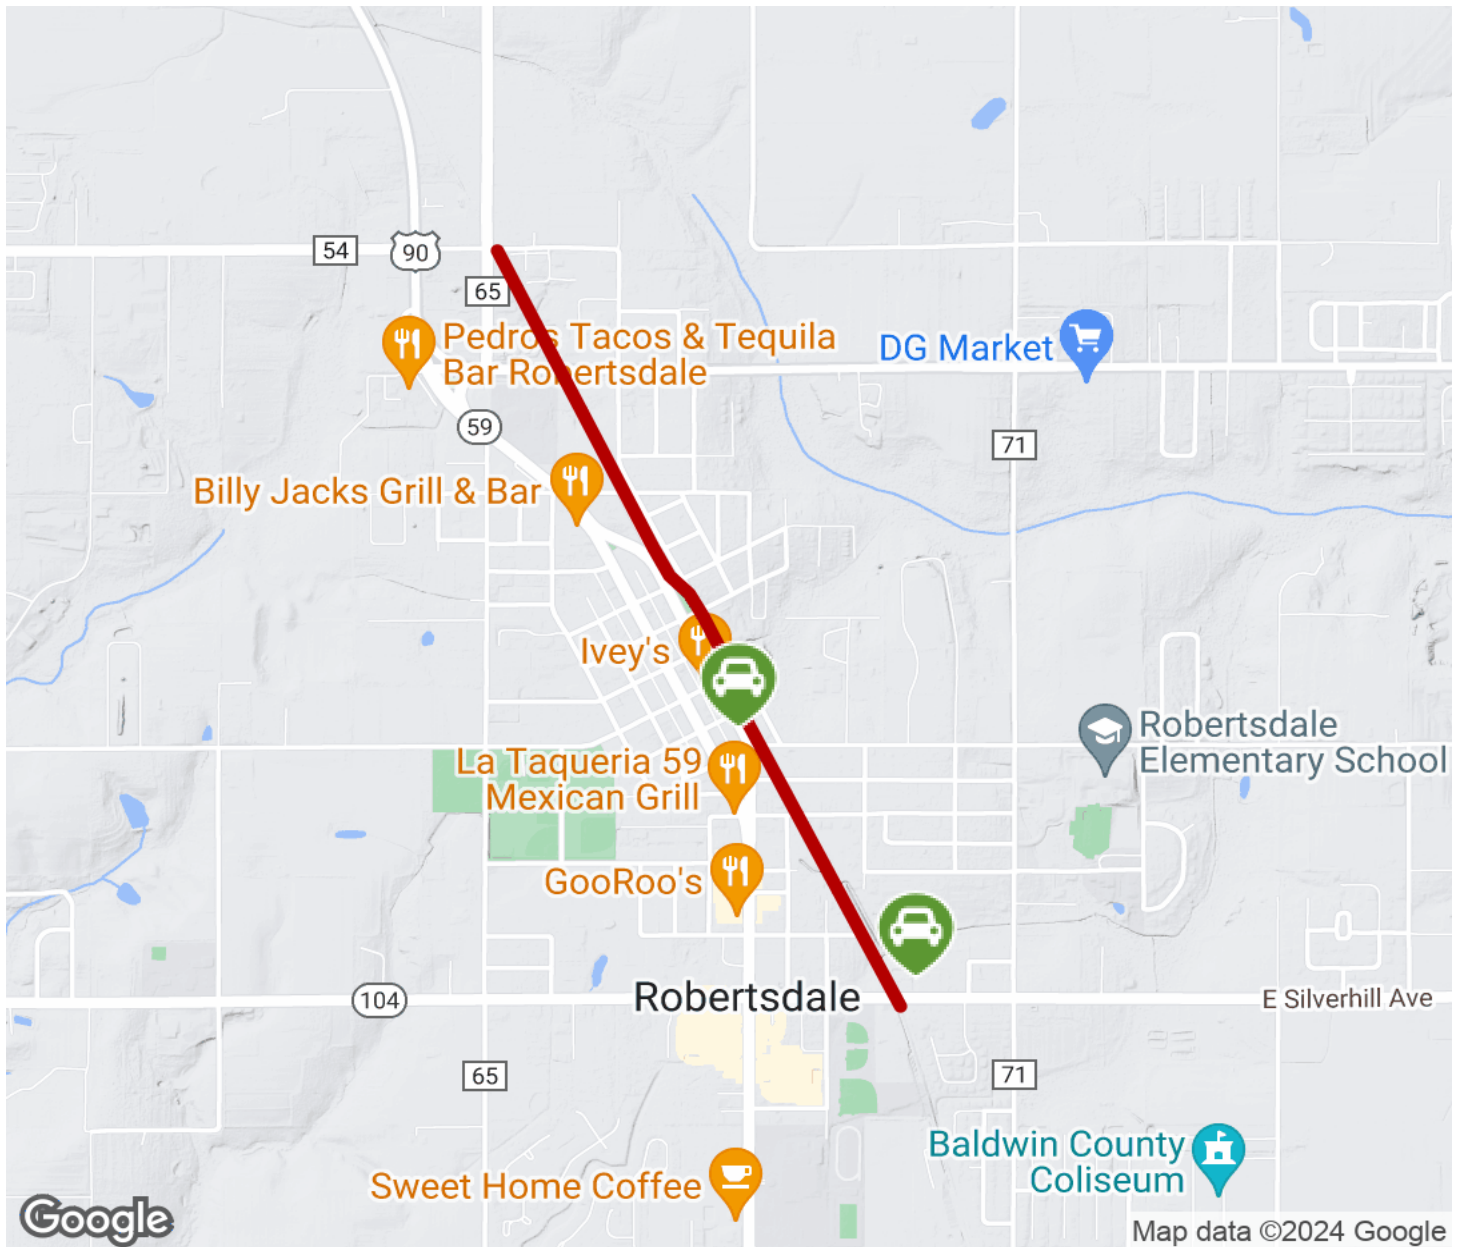 54
90
65
Pedros Tacos & Tequila
Bar Robertsdale
DG Market
59
71
Billy Jacks Grill & Bar
Ivey's
Robertsdale
Elementary School
La Taqueria 59
Mexican Grill
GooRoo's
104
Robertsdale
E Silverhill Ave
65
71
Baldwin County
Coliseum
Sweet Home Coffee
Google
Map data ©2024 Google